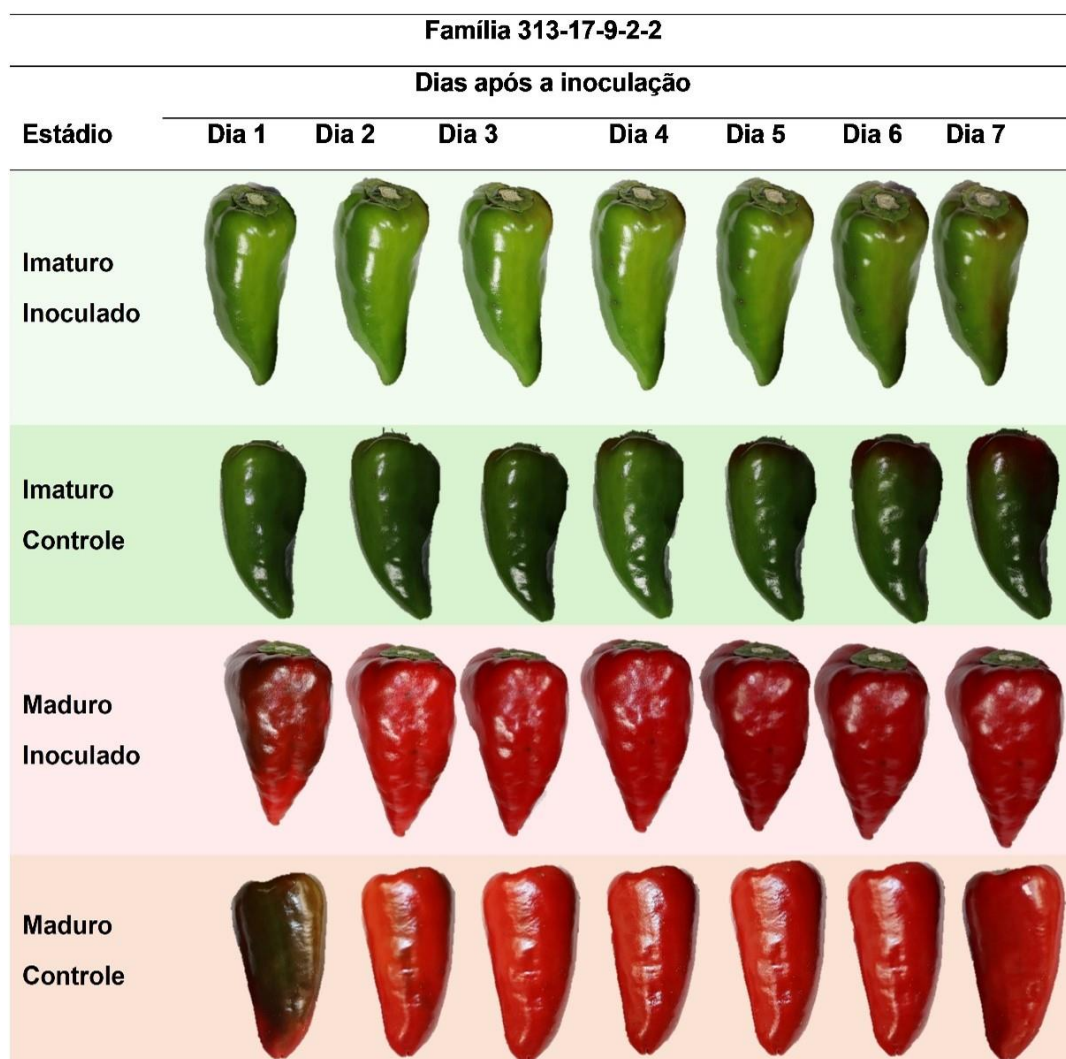 Família 313-17-9-2-2
Dias após a inoculação
Estádio Dia 1 Dia 2 Dia 3 Dia 4 Dia 5 Dia 6 Dia 7
Imaturo
Inoculado
Imaturo
Controle
Maduro
Inoculado
Maduro
Controle